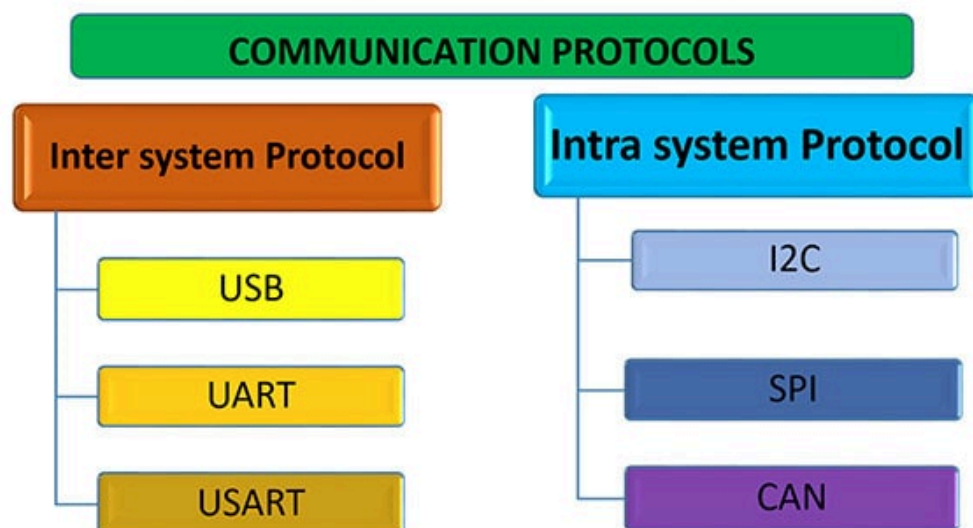 COMMUNICATION PROTOCOLS
Inter system Protocol
USB
UART
USART
Intra system Protocol
I2C
SPI
CAN